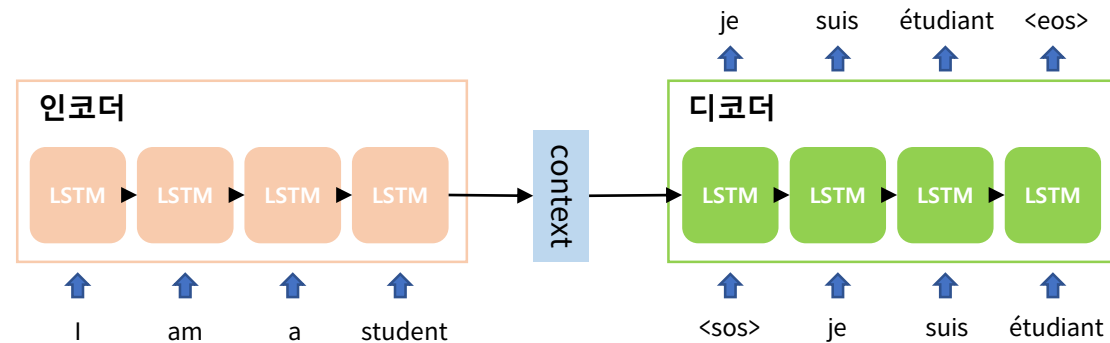 je suis étudiant <eos>
인코더
디코더
LSTM LSTM LSTM LSTM
context
LSTM LSTM LSTM LSTM
I am a student
<sos> je suis étudiant